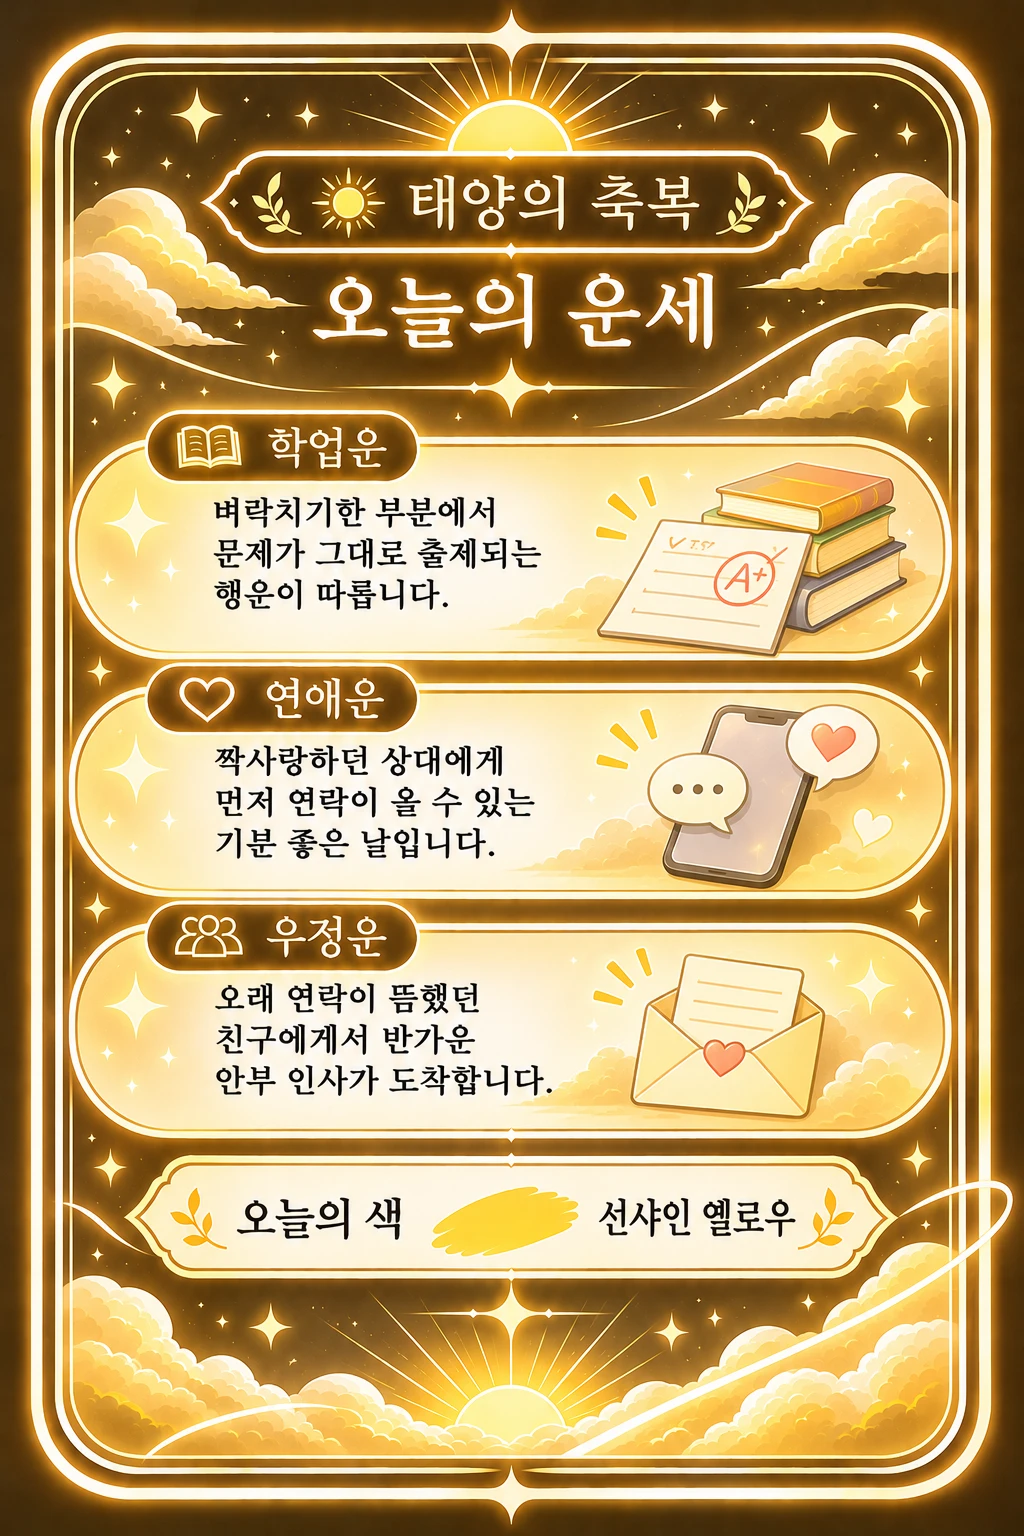 태양의 축복
오늘의 운세
학업운
벼락치기한 부분에서
문제가 그대로 출제되는
행운이 따릅니다.
A+
연애운
짝사랑하던 상대에게
먼저 연락이 올 수 있는
기분 좋은 날입니다.
우정운
오래 연락이 뜸했던
친구에게서 반가운
안부 인사가 도착합니다.
오늘의 색 선샤인 옐로우